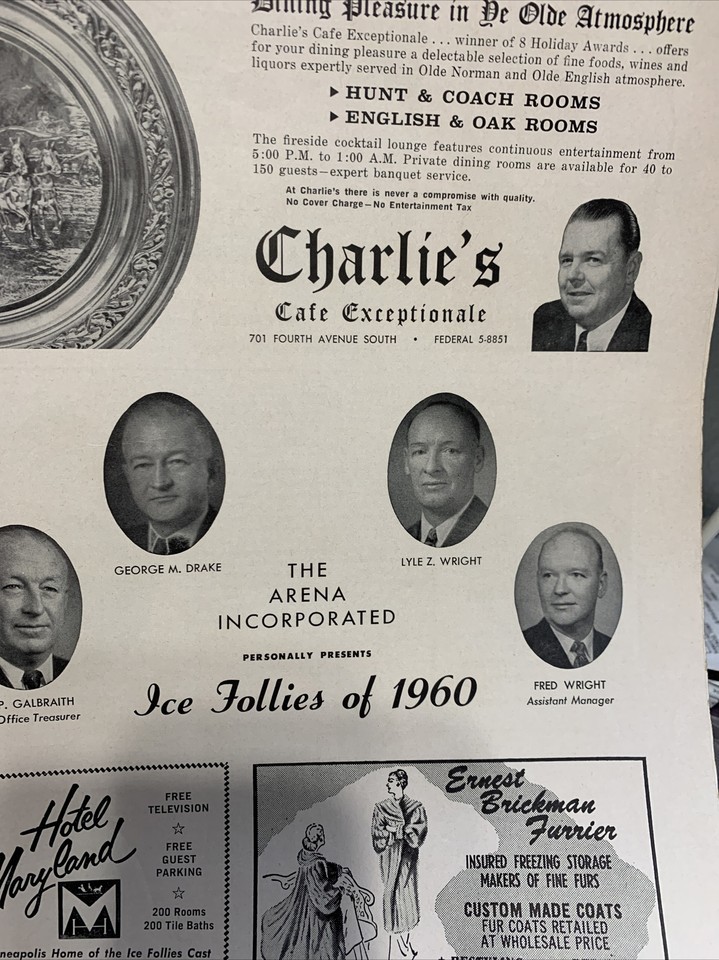 Dining Pleasure in Ye Olde Atmosphere
Charlie's Cafe Exceptionale . . . winner of 8 Holiday Awards . . . offers
for your dining pleasure a delectable selection of fine foods, wines and
liquors expertly served in Olde Norman and Olde English atmosphere.
▸ HUNT & COACH ROOMS
▸ ENGLISH & OAK ROOMS
The fireside cocktail lounge features continuous entertainment from
5:00 P.M. to 1:00 A.M. Private dining rooms are available for 40 to
150 guests—expert banquet service.
At Charlie's there is never a compromise with quality.
No Cover Charge—No Entertainment Tax
Charlie's
Cafe Exceptionale
701 FOURTH AVENUE SOUTH • FEDERAL 5-8851
GEORGE M. DRAKE
LYLE Z. WRIGHT
THE
ARENA
INCORPORATED
PERSONALLY PRESENTS
Ice Follies of 1960
P. GALBRAITH
Office Treasurer
FRED WRIGHT
Assistant Manager
Hotel
Maryland
M
FREE
TELEVISION
☆
FREE
GUEST
PARKING
☆
200 Rooms
200 Tile Baths
neapolis Home of the Ice Follies Cast
Ernest
Brickman
Furrier
INSURED FREEZING STORAGE
MAKERS OF FINE FURS
CUSTOM MADE COATS
FUR COATS RETAILED
AT WHOLESALE PRICE